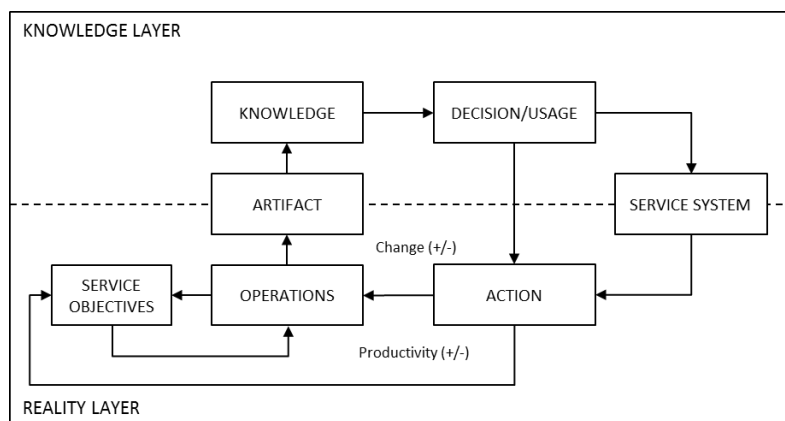 KNOWLEDGE LAYER
KNOWLEDGE
DECISION/USAGE
ARTIFACT
SERVICE SYSTEM
Change (+/-)
SERVICE
OBJECTIVES
OPERATIONS
ACTION
Productivity (+/-)
REALITY LAYER